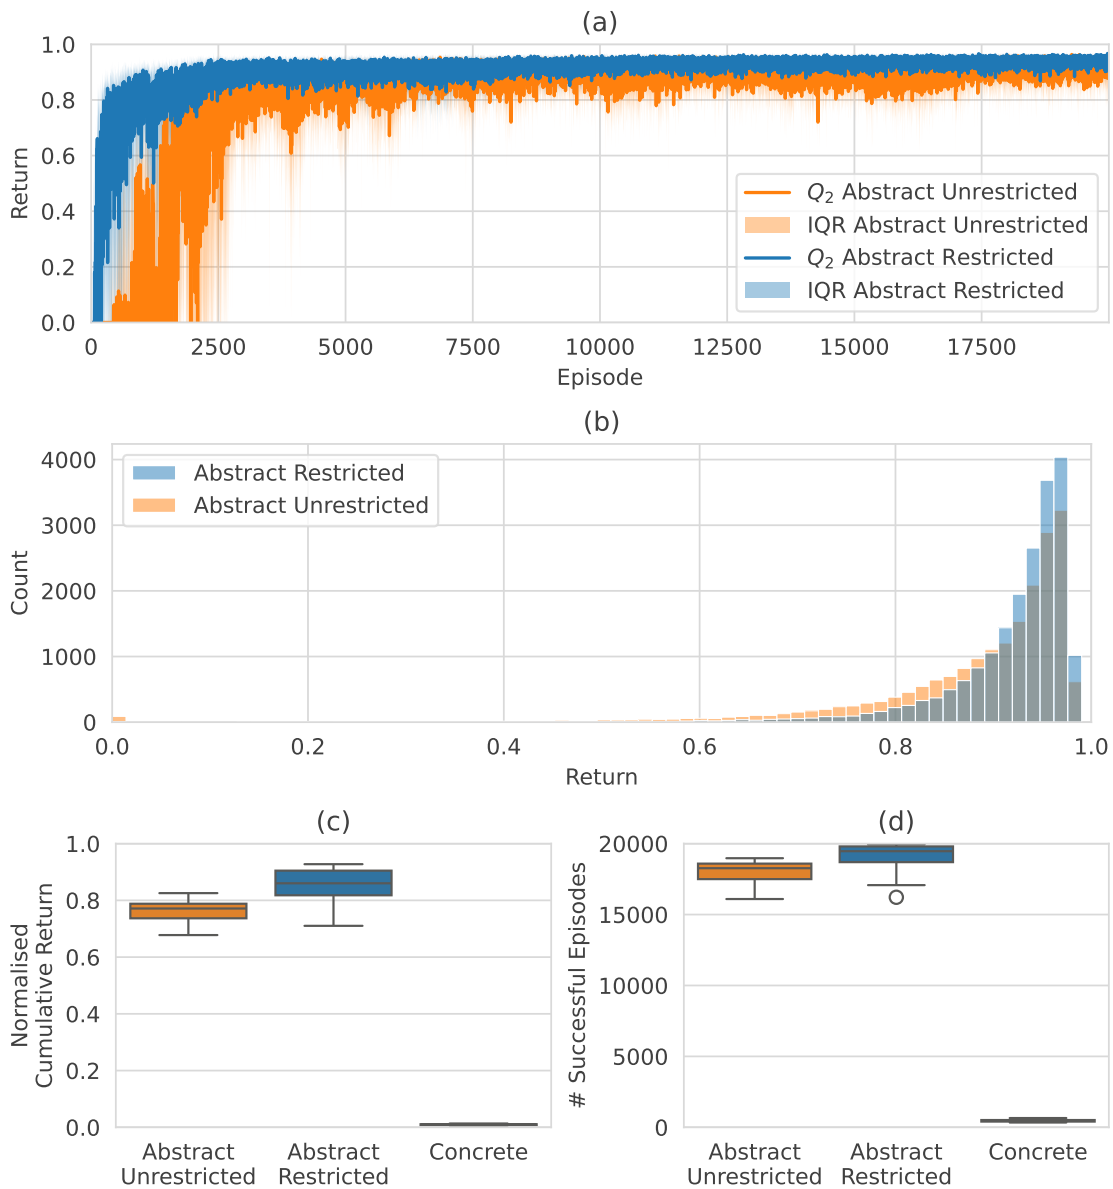 (a)
1.0
0.8
0.6
0.4
0.2
0.0
Return
0 2500 5000 7500 10000 12500 15000 17500
Episode
Q₂ Abstract Unrestricted
IQR Abstract Unrestricted
Q₂ Abstract Restricted
IQR Abstract Restricted
(b)
4000
3000
2000
1000
0
Count
Abstract Restricted
Abstract Unrestricted
0.0 0.2 0.4 0.6 0.8 1.0
Return
(c)
1.0
0.8
0.6
0.4
0.2
0.0
Normalised
Cumulative Return
Abstract
Unrestricted
Abstract
Restricted
Concrete
(d)
20000
15000
10000
5000
0
# Successful Episodes
Abstract
Unrestricted
Abstract
Restricted
Concrete